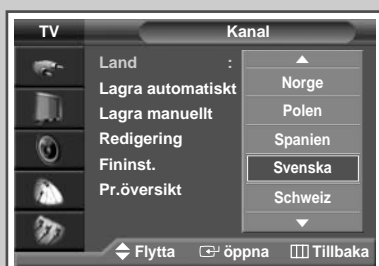 TV Kanal
Land :
Lagra automatiskt
Lagra manuellt
Redigering
Fininst.
Pr.översikt
Norge
Polen
Spanien
Svenska
Schweiz
Flytta öppna Tillbaka